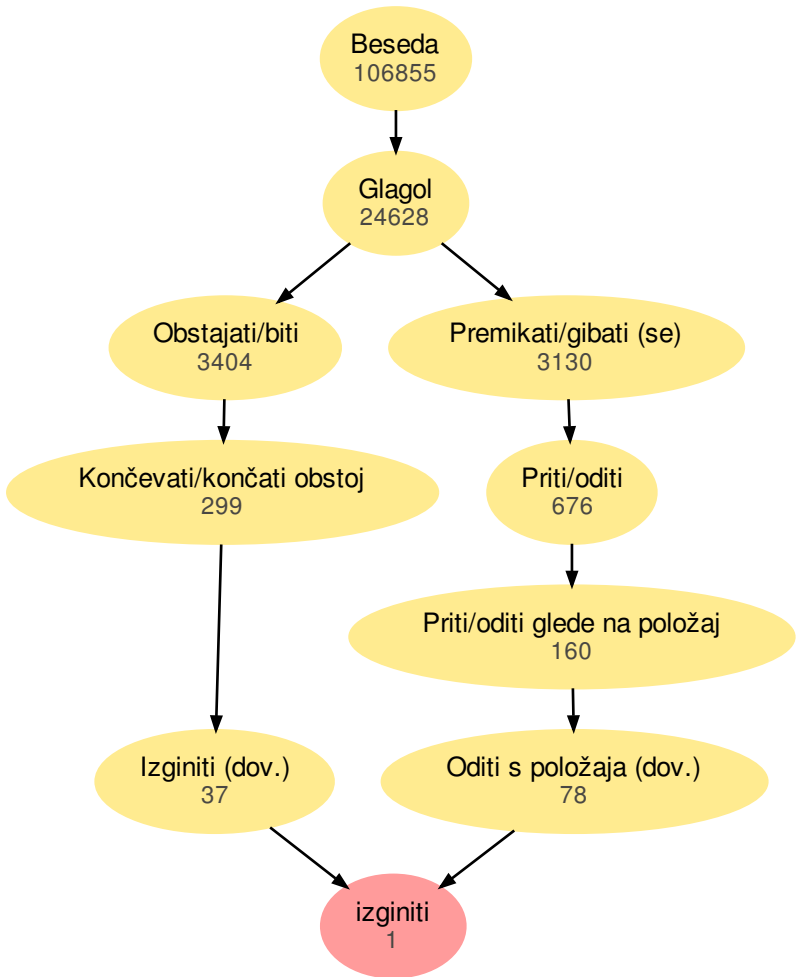 Beseda
106855
Glagol
24628
Obstajati/biti
3404
Premikati/gibati (se)
3130
Končevati/končati obstoj
299
Priti/oditi
676
Priti/oditi glede na položaj
160
Izginiti (dov.)
37
Oditi s položaja (dov.)
78
izginiti
1